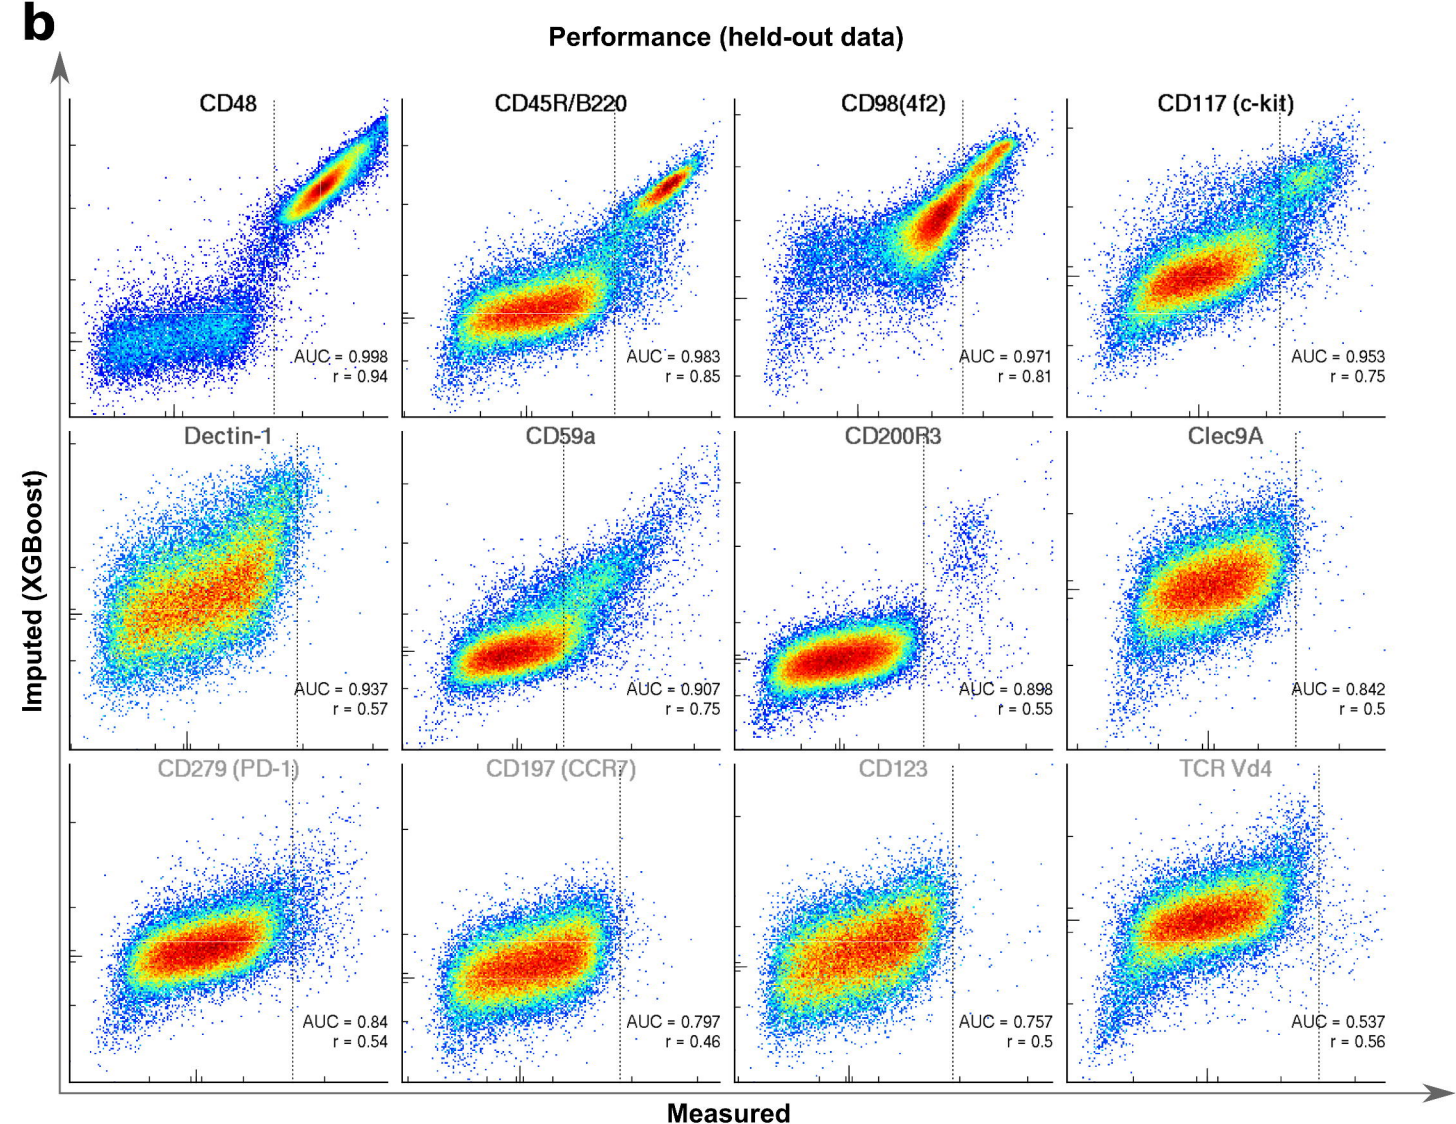 b
Performance (held-out data)
CD48
CD45R/B220
CD98(4f2)
CD117 (c-kit)
AUC = 0.998
r = 0.94
AUC = 0.983
r = 0.85
AUC = 0.971
r = 0.81
AUC = 0.953
r = 0.75
Dectin-1
CD59a
CD200R3
Clec9A
AUC = 0.937
r = 0.57
AUC = 0.907
r = 0.75
AUC = 0.898
r = 0.55
AUC = 0.842
r = 0.5
CD279 (PD-1)
CD197 (CCR7)
CD123
TCR Vd4
AUC = 0.84
r = 0.54
AUC = 0.797
r = 0.46
AUC = 0.757
r = 0.5
AUC = 0.537
r = 0.56
Imputed (XGBoost)
Measured